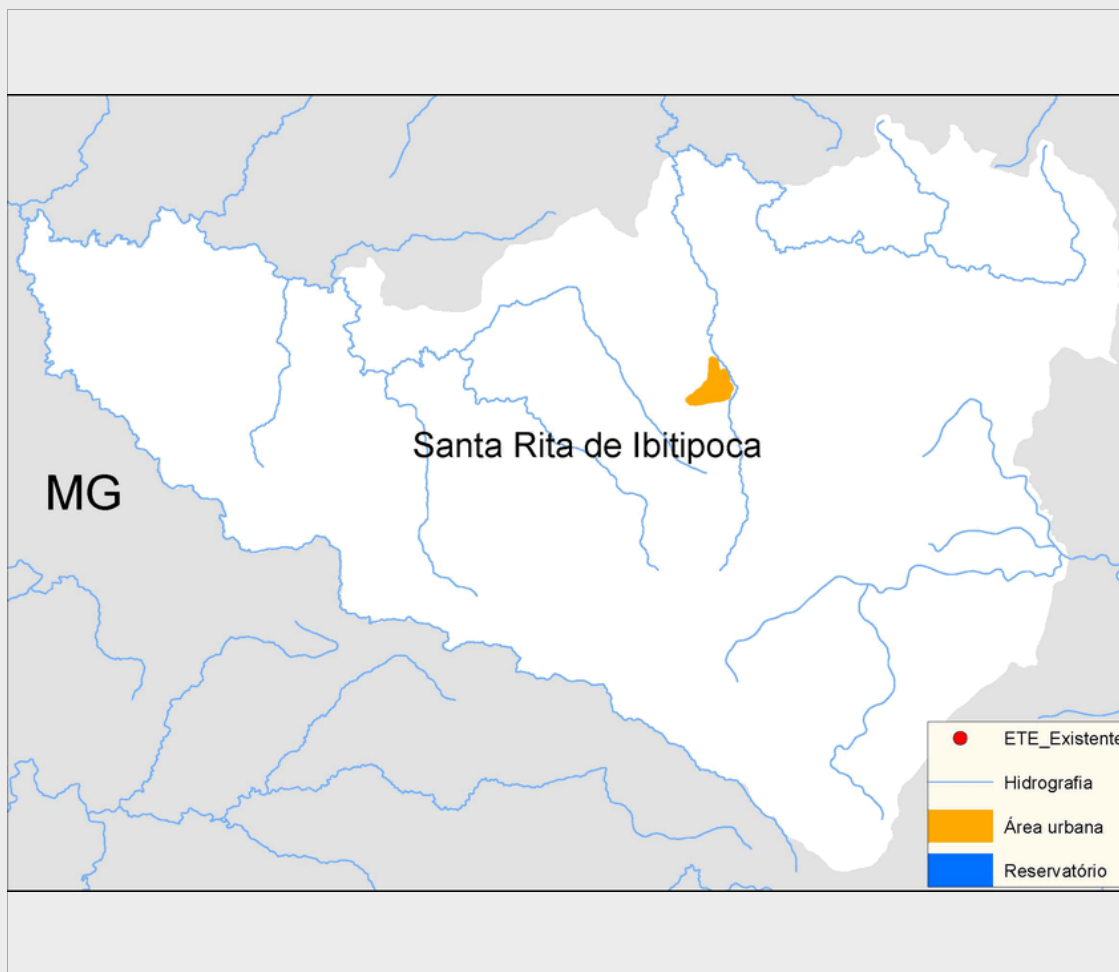 Santa Rita de Ibitipoca
MG
ETE_Existente
Hidrografia
Área urbana
Reservatório